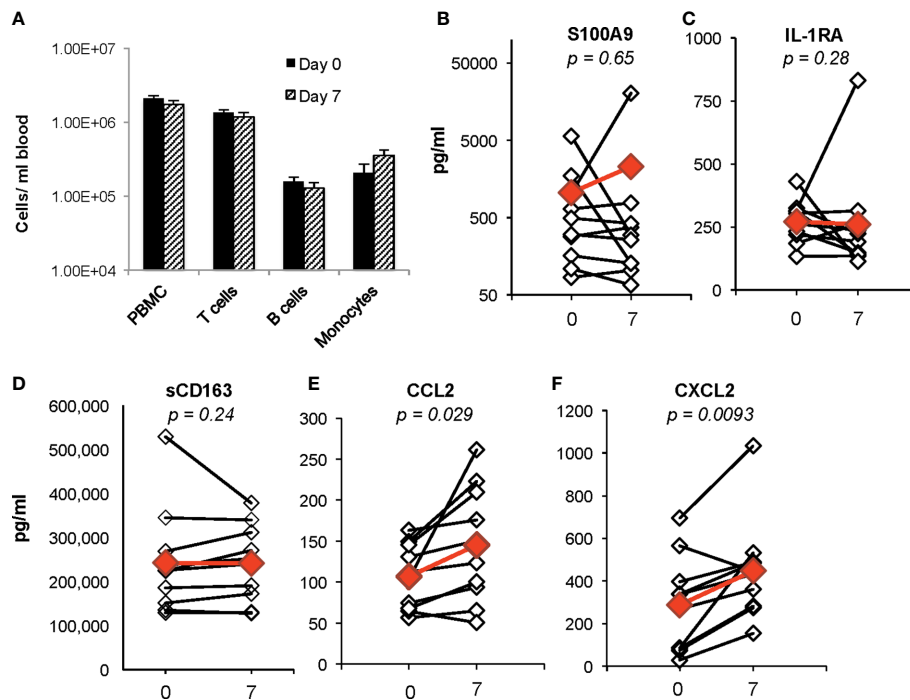 A
1.00E+07
1.00E+06
1.00E+05
1.00E+04
Cells/ ml blood
Day 0
Day 7
PBMC
T cells
B cells
Monocytes
B
S100A9
p = 0.65
50000
5000
500
50
pg/ml
0 7
C
IL-1RA
p = 0.28
1000
750
500
250
0
0 7
D
sCD163
p = 0.24
600,000
500,000
400,000
300,000
200,000
100,000
0
pg/ml
0 7
E
CCL2
p = 0.029
300
250
200
150
100
50
0
0 7
F
CXCL2
p = 0.0093
1200
1000
800
600
400
200
0
0 7